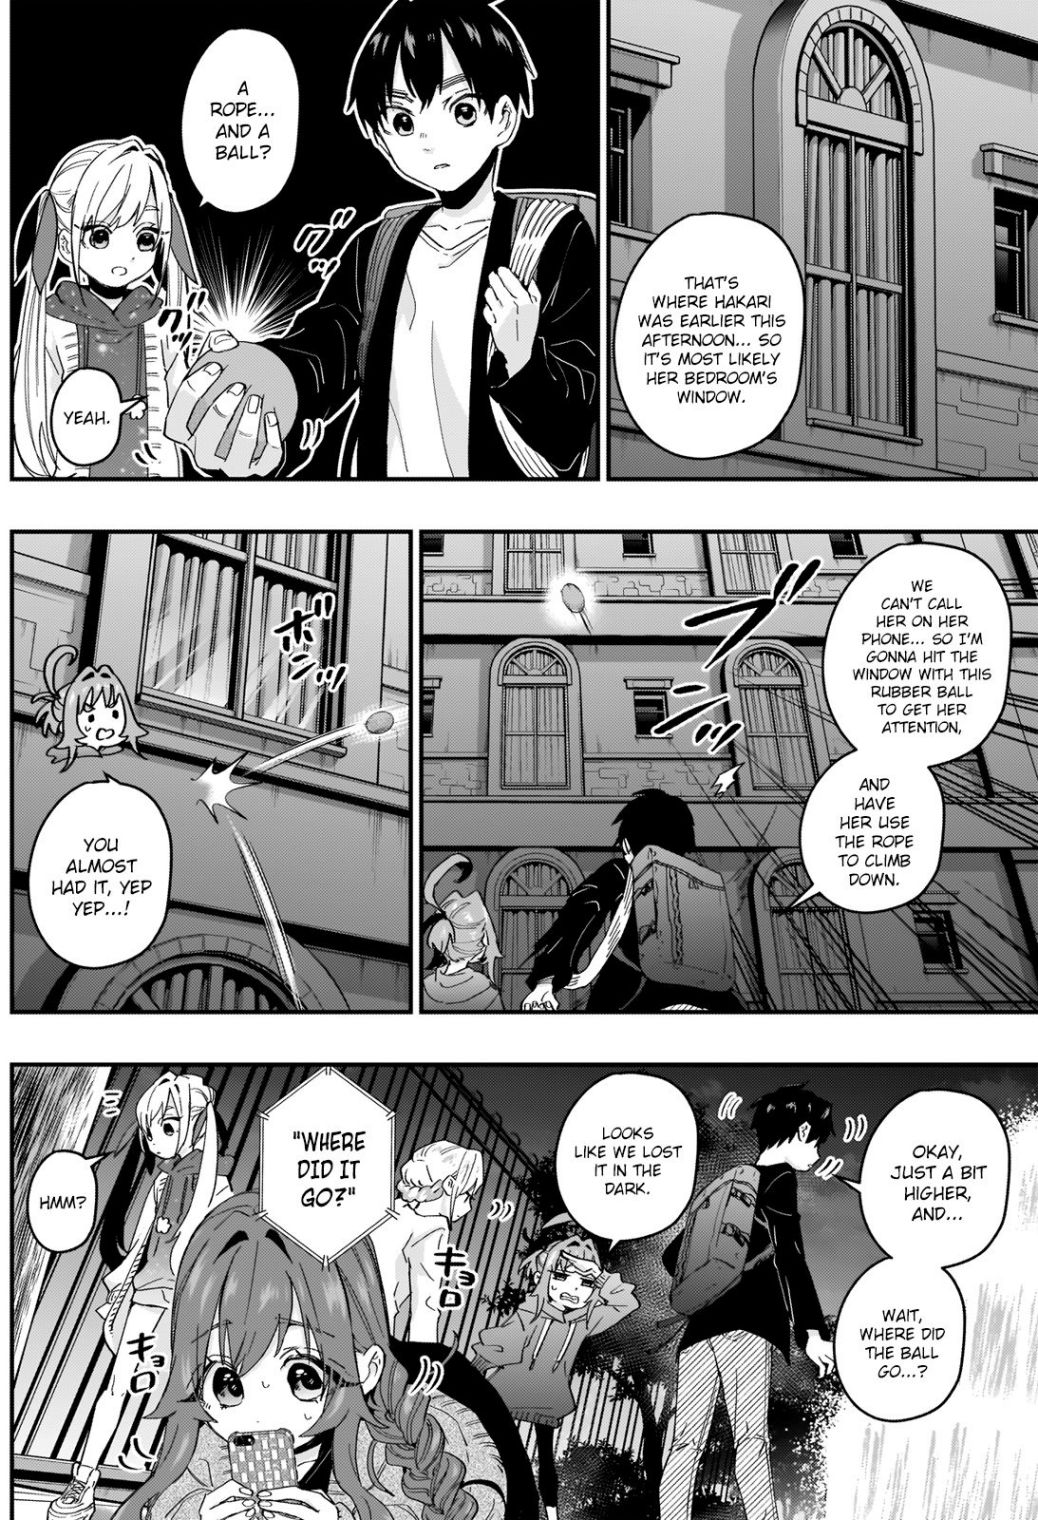 THAT'S
WHERE HAKARI
WAS EARLIER THIS
AFTERNOON... SO
IT'S MOST LIKELY
HER BEDROOM'S
WINDOW.
A
ROPE...
AND A
BALL?
グッ
グッ
YEAH.
WE
CAN'T CALL
HER ON HER
PHONE... SO I'M
GONNA HIT THE
WINDOW WITH THIS
RUBBER BALL
TO GET HER
ATTENTION,
AND
HAVE
HER USE
THE ROPE
TO CLIMB
DOWN.
ブンッ
ボンッ
YOU
ALMOST
HAD IT, YEP
YEP...!
OKAY,
JUST A BIT
HIGHER,
AND...
WAIT,
WHERE DID
THE BALL
GO...?
LOOKS
LIKE WE LOST
IT IN THE
DARK.
"WHERE
DID IT
GO?"
キョロ
キョロ
HMM?